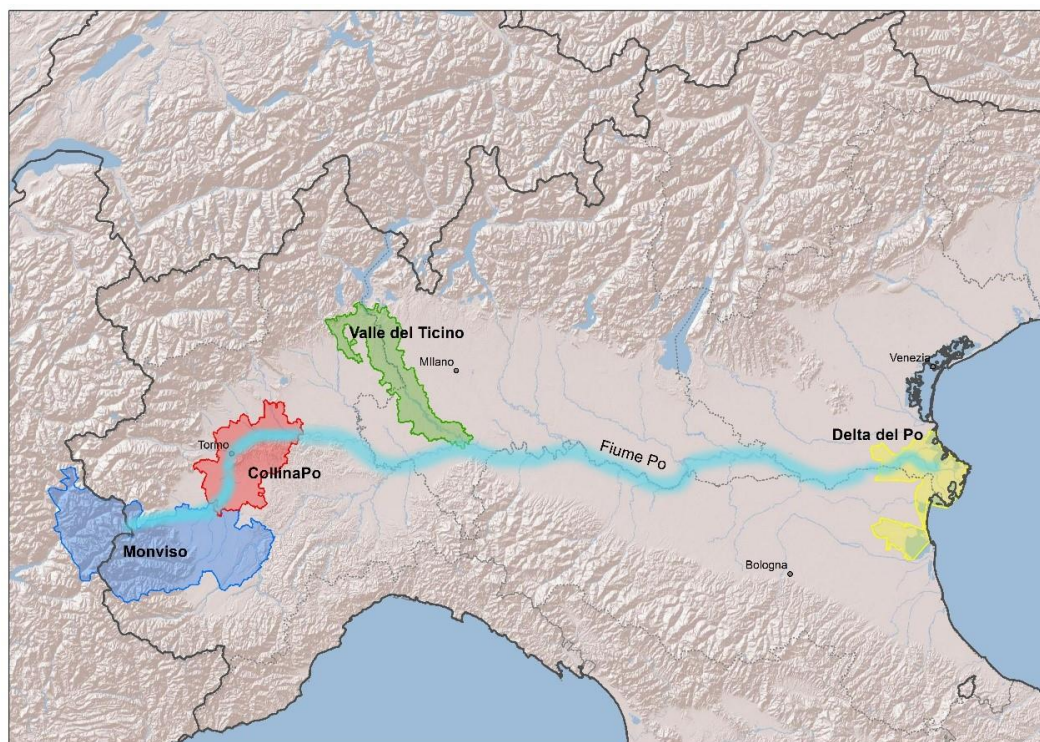 Valle del Ticino
MIlano
Venezia
Delta del Po
Torino
Fiume Po
CollinaPo
Monviso
Bologna